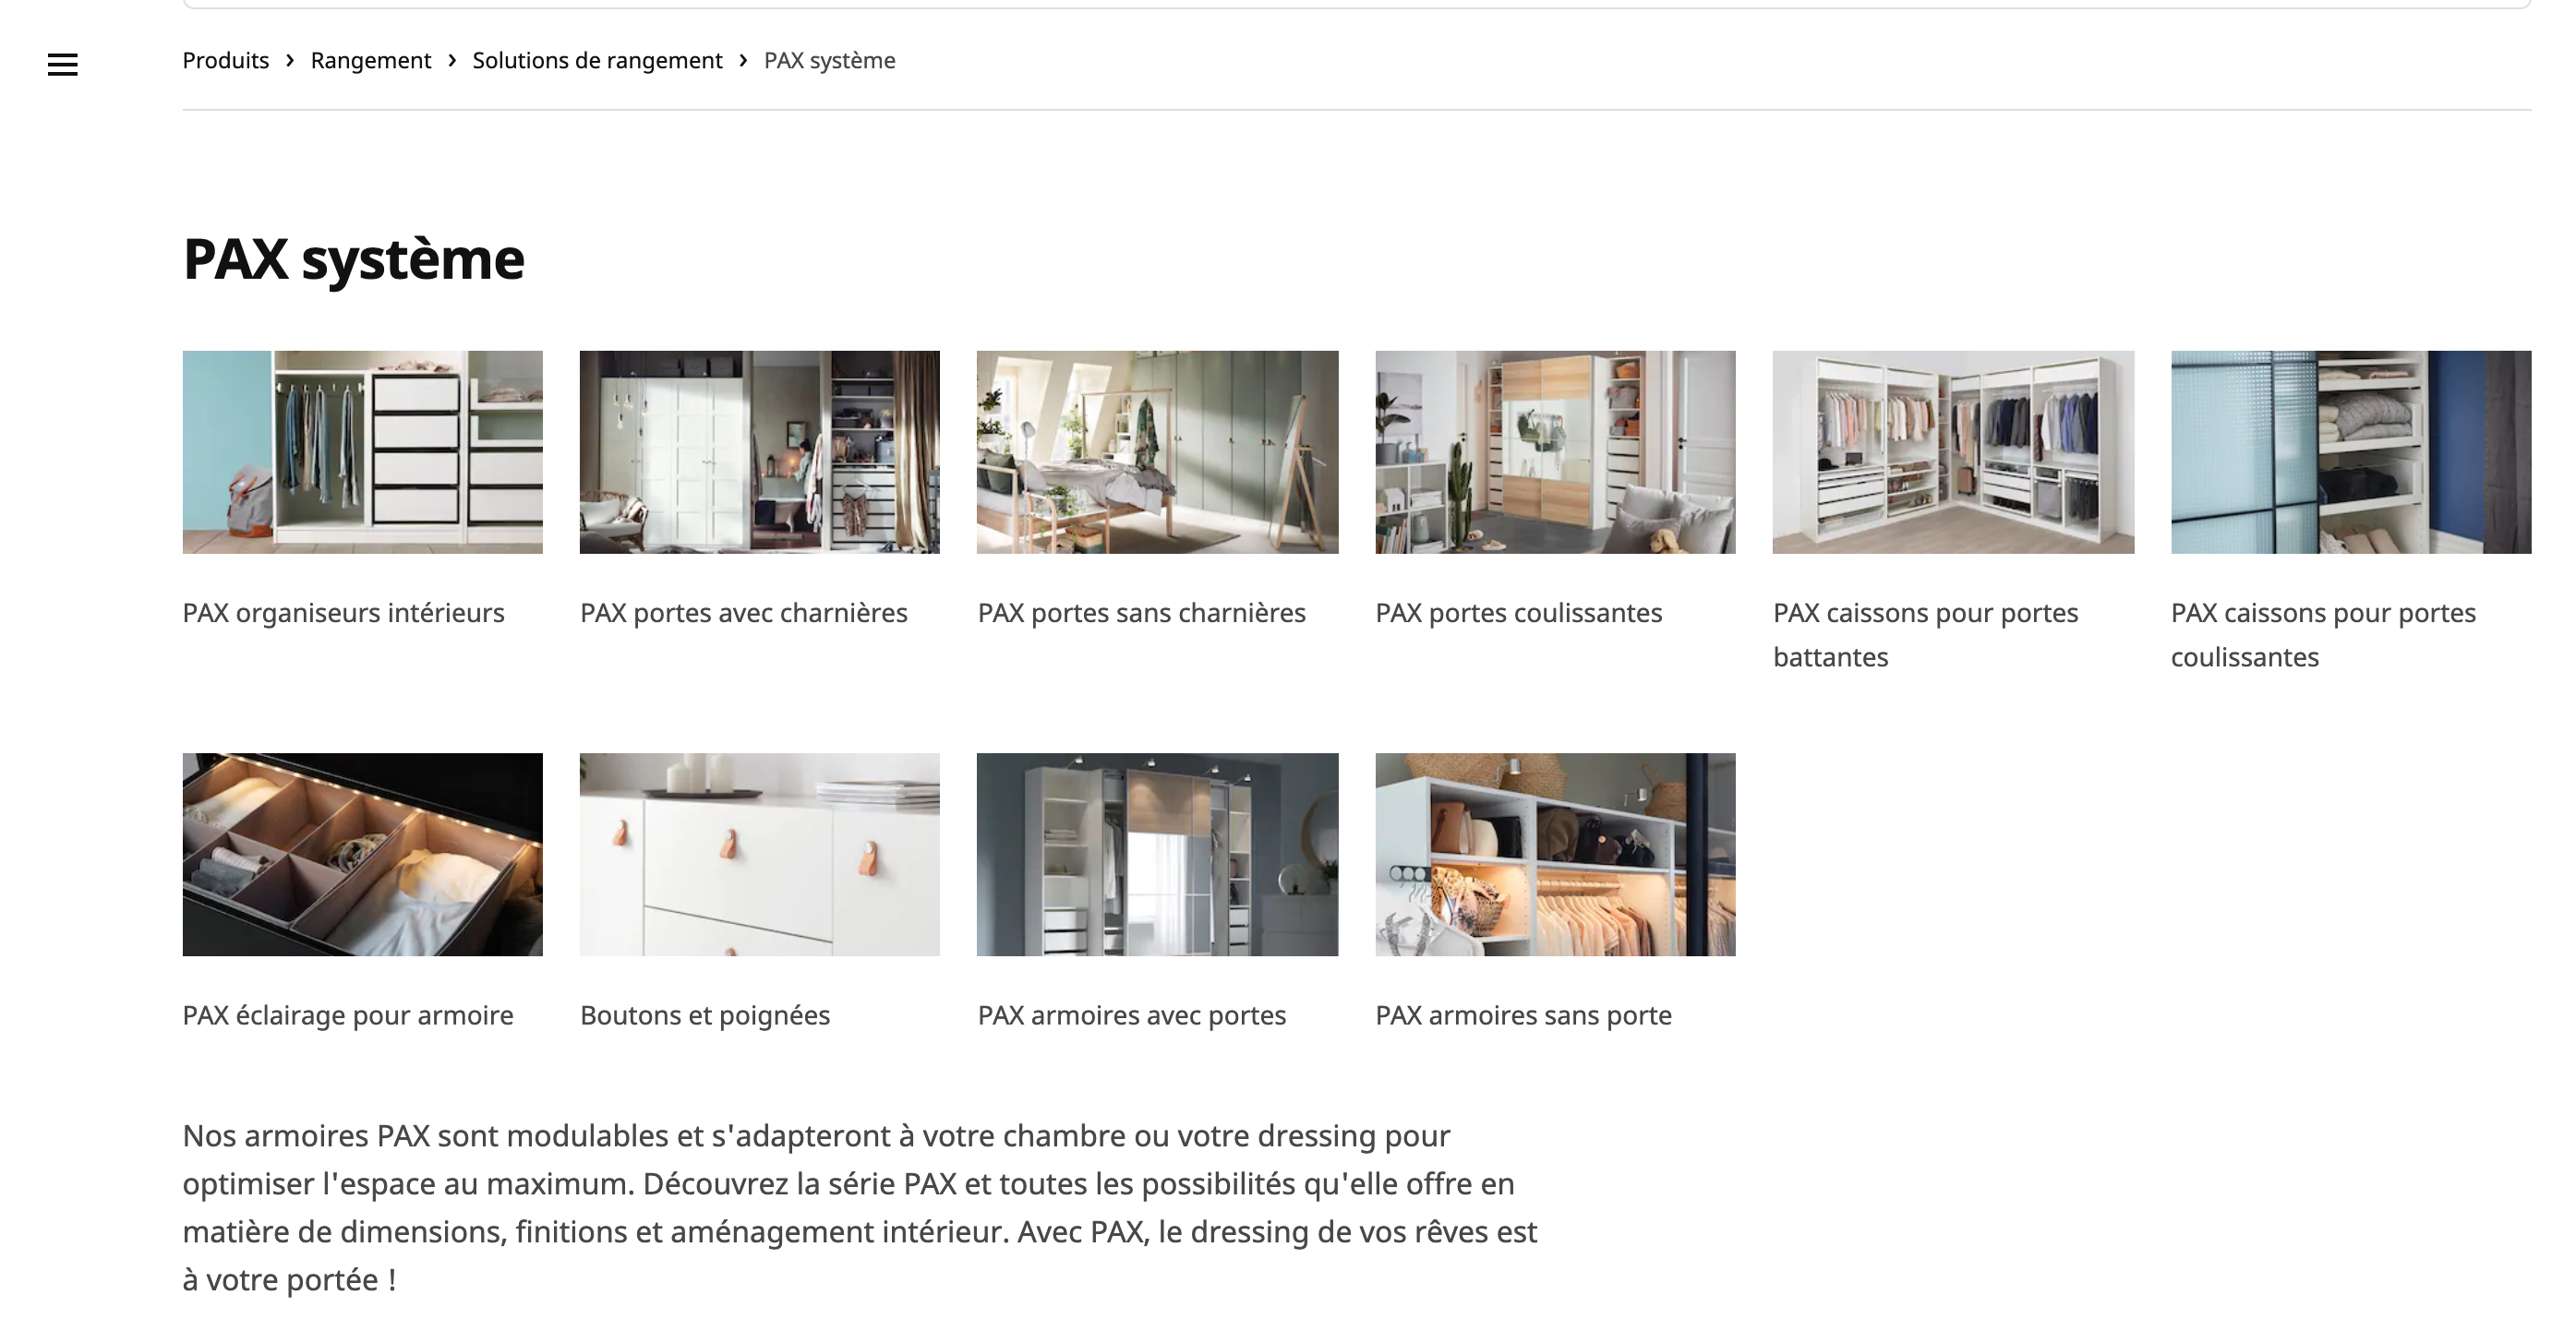 Produits › Rangement › Solutions de rangement › PAX système
PAX système
PAX organiseurs intérieurs
PAX portes avec charnières
PAX portes sans charnières
PAX portes coulissantes
PAX caissons pour portes
battantes
PAX caissons pour portes
coulissantes
PAX éclairage pour armoire
Boutons et poignées
PAX armoires avec portes
PAX armoires sans porte
Nos armoires PAX sont modulables et s'adapteront à votre chambre ou votre dressing pour
optimiser l'espace au maximum. Découvrez la série PAX et toutes les possibilités qu'elle offre en
matière de dimensions, finitions et aménagement intérieur. Avec PAX, le dressing de vos rêves est
à votre portée !